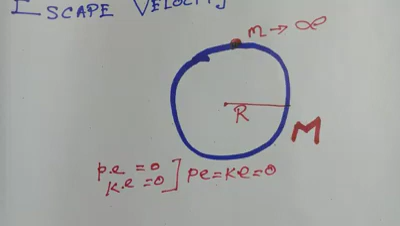 ESCAPE VELOCITY
m → ∞
R
M
p.e = 0
k.e = 0 ] pe = ke = 0